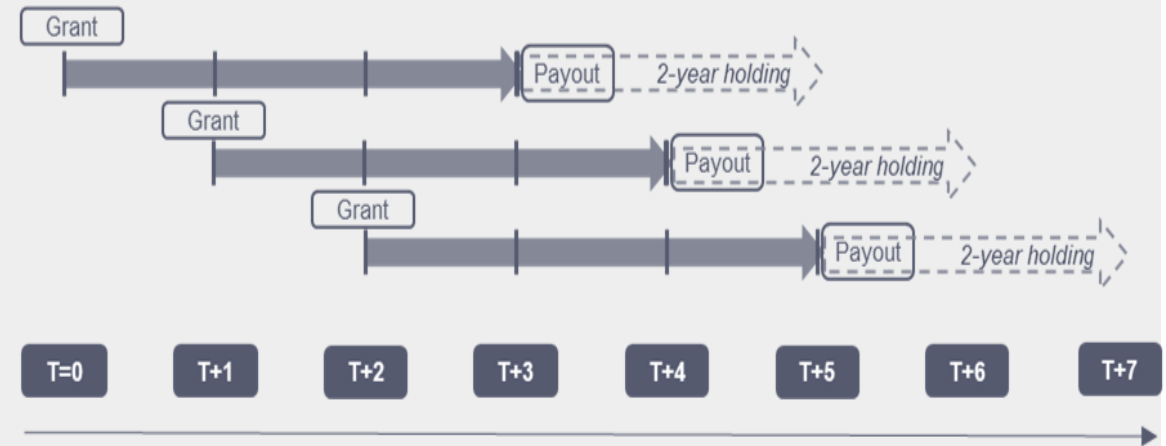 Grant
Payout 2-year holding
Grant
Payout 2-year holding
Grant
Payout 2-year holding
T=0 T+1 T+2 T+3 T+4 T+5 T+6 T+7